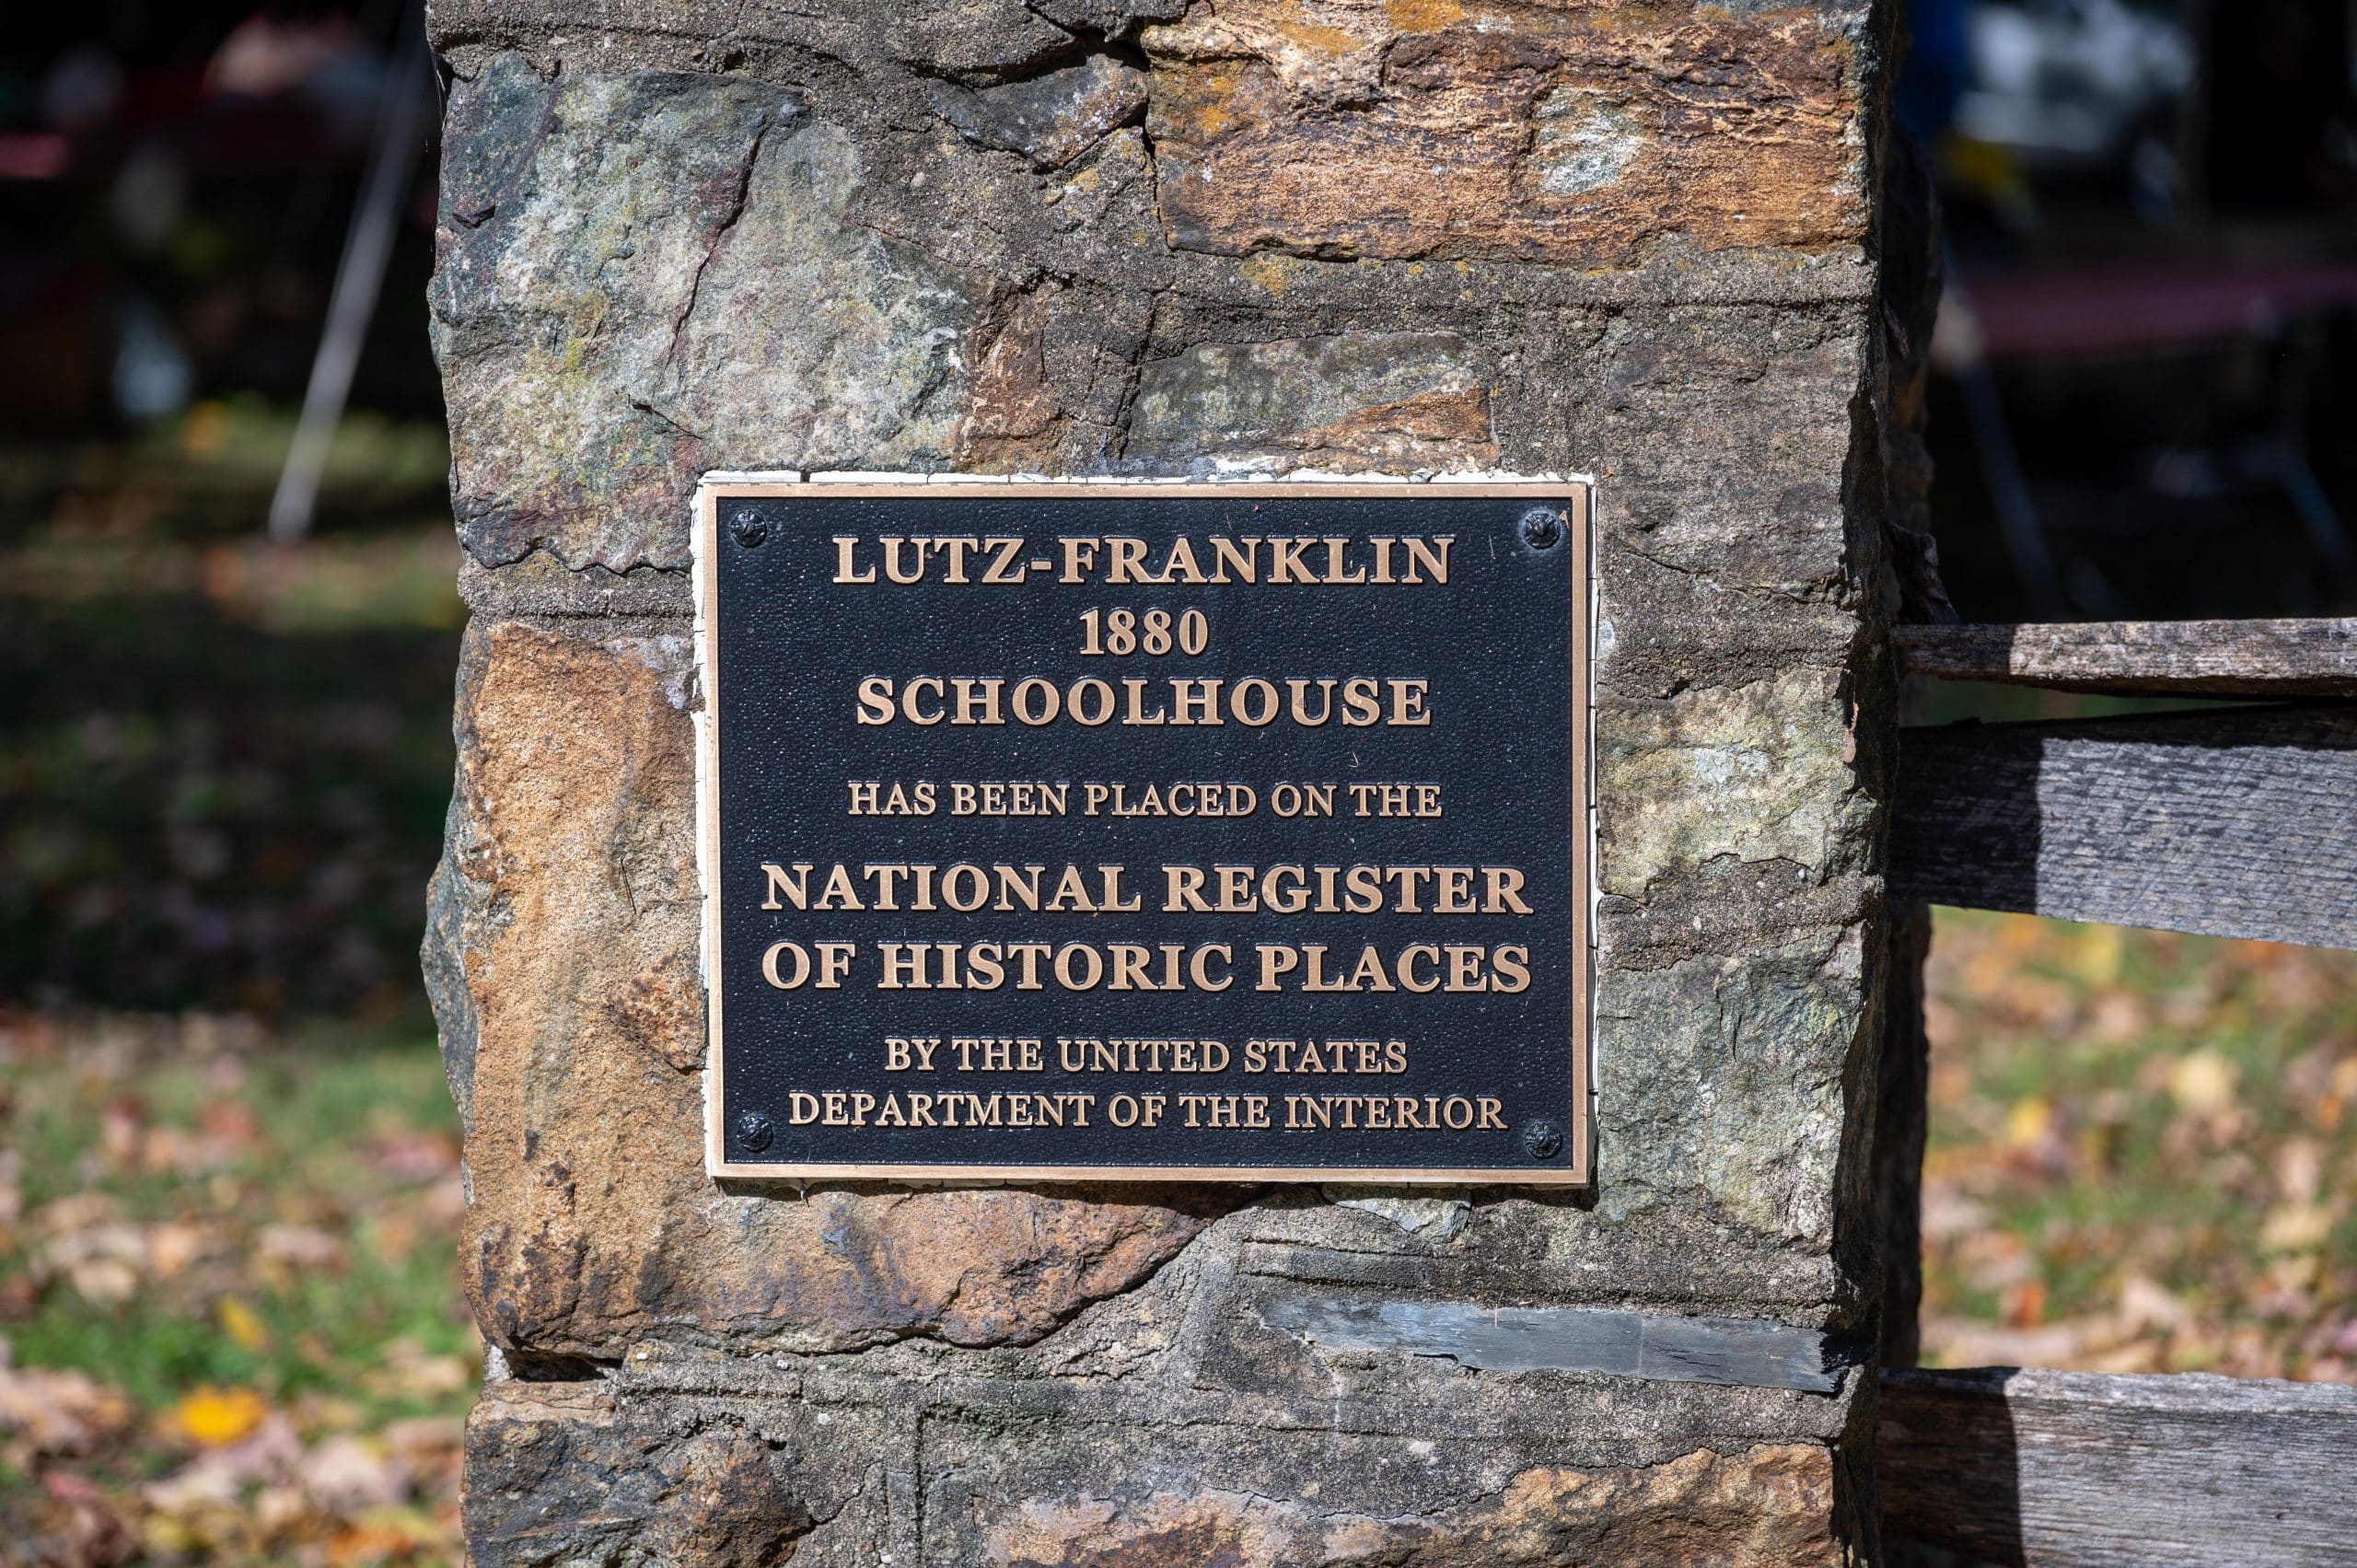 LUTZ-FRANKLIN
1880
SCHOOLHOUSE
HAS BEEN PLACED ON THE
NATIONAL REGISTER
OF HISTORIC PLACES
BY THE UNITED STATES
DEPARTMENT OF THE INTERIOR